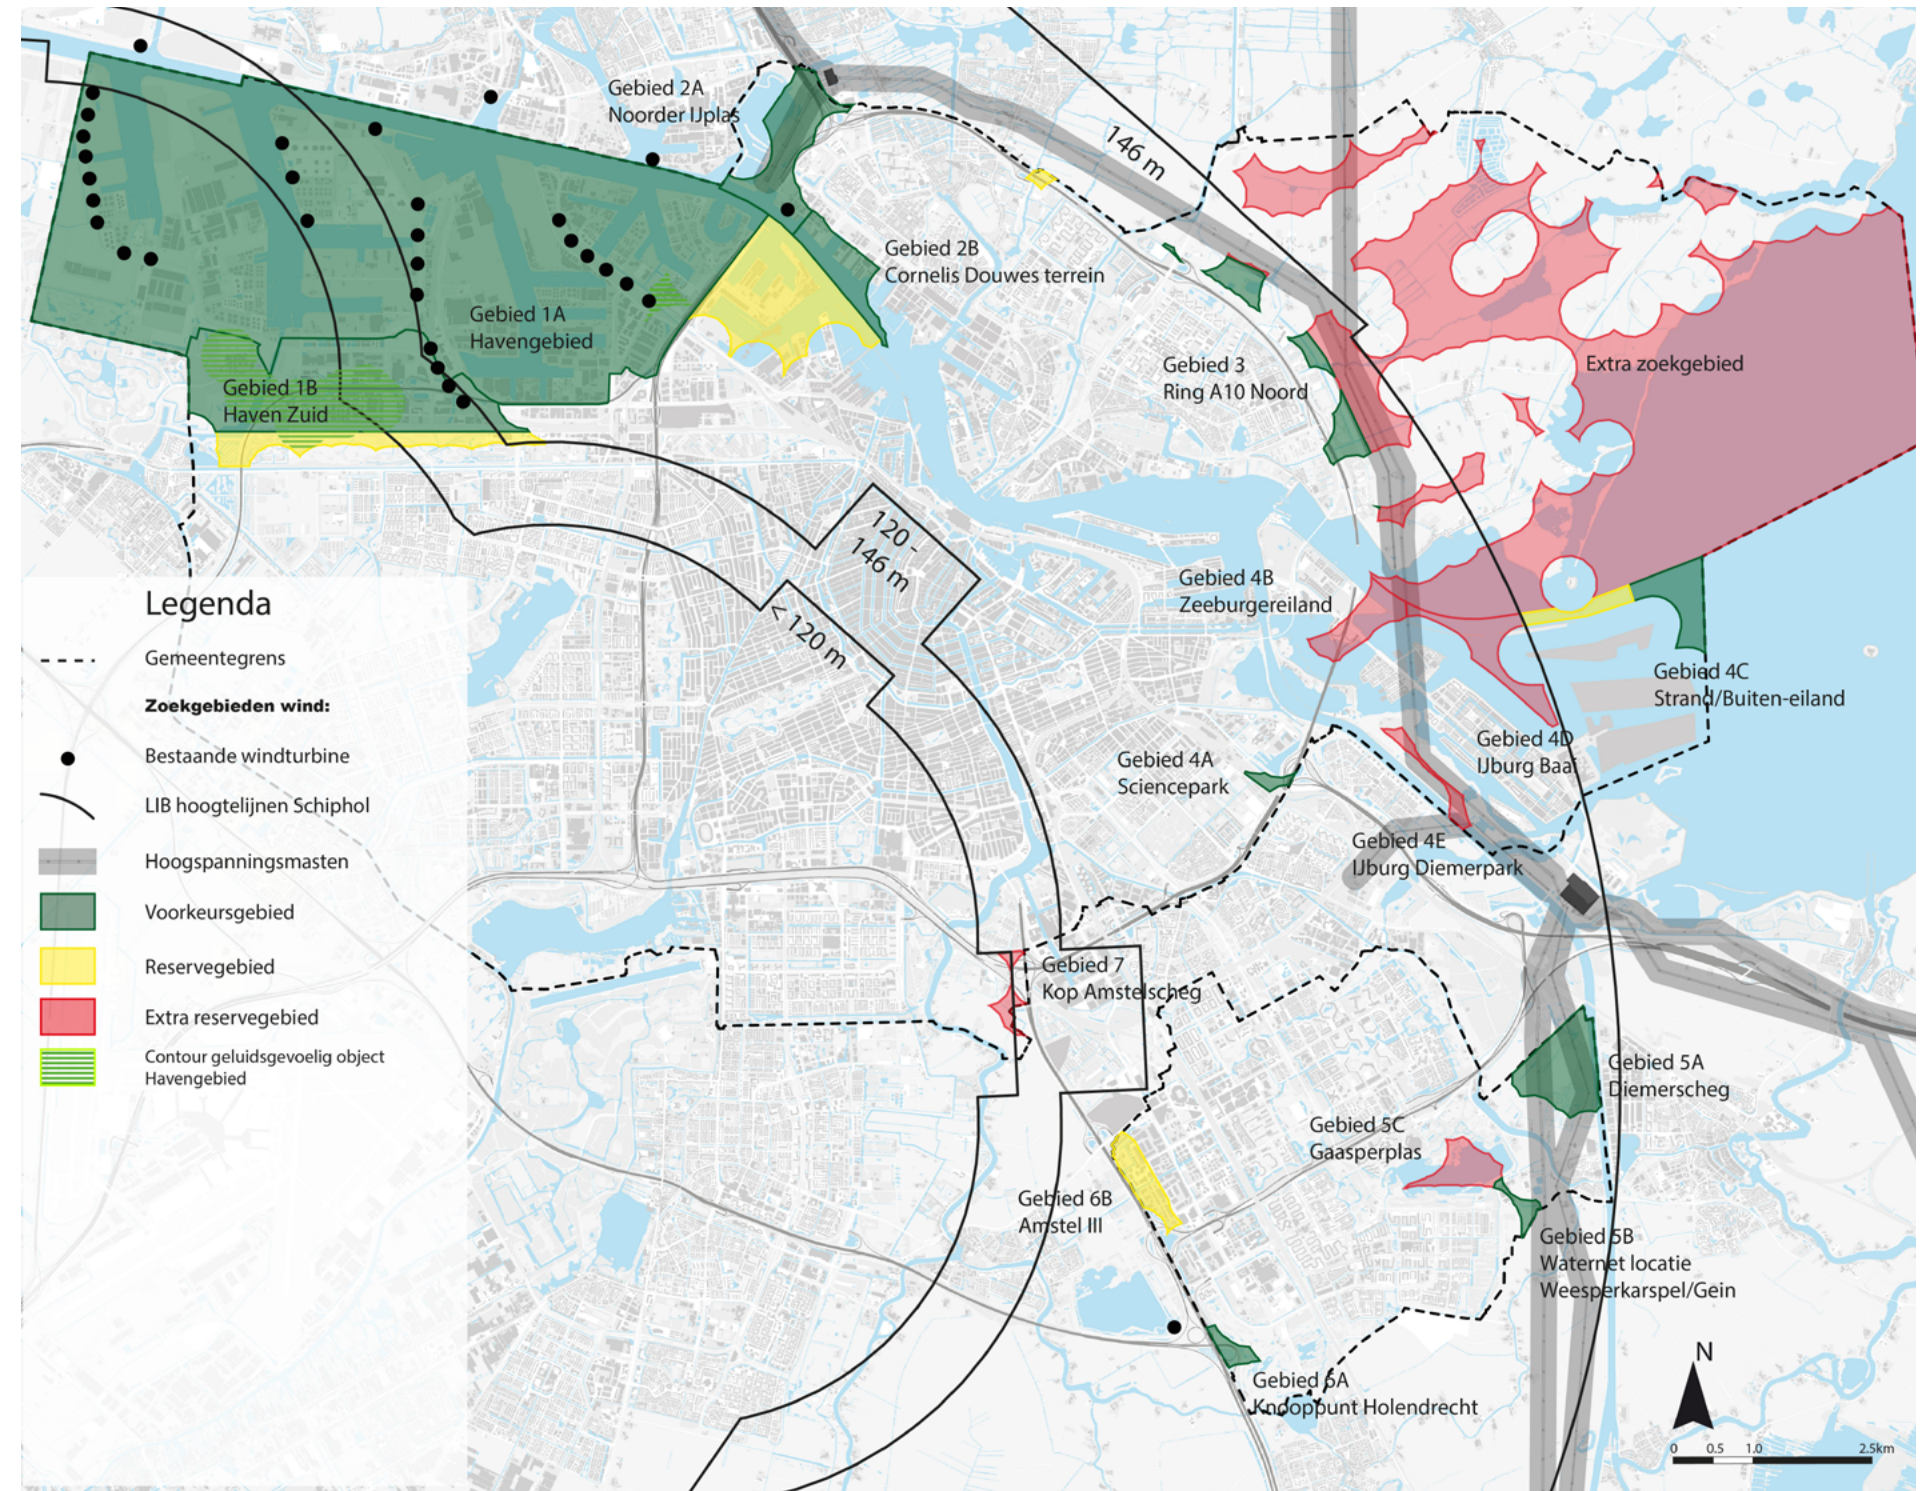 Gebied 2A
Noorder IJplas
146 m
Gebied 2B
Cornelis Douwes terrein
Gebied 1A
Havengebied
Gebied 1B
Haven Zuid
Gebied 3
Ring A10 Noord
Extra zoekgebied
120 -
146 m
< 120 m
Gebied 4B
Zeeburgereiland
Gebied 4C
Strand/Buiten-eiland
Gebied 4D
IJburg Baai
Gebied 4A
Sciencepark
Gebied 4E
IJburg Diemerpark
Gebied 7
Kop Amstelscheg
Gebied 5A
Diemerscheg
Gebied 5C
Gaasperplas
Gebied 6B
Amstel III
Gebied 5B
Waternet locatie
Weesperkarspel/Gein
Gebied 6A
Knooppunt Holendrecht
Legenda
Gemeentegrens
Zoekgebieden wind:
Bestaande windturbine
LIB hoogtelijnen Schiphol
Hoogspanningsmasten
Voorkeursgebied
Reservegebied
Extra reservegebied
Contour geluidsgevoelig object
Havengebied
N
0 0.5 1.0 2.5km